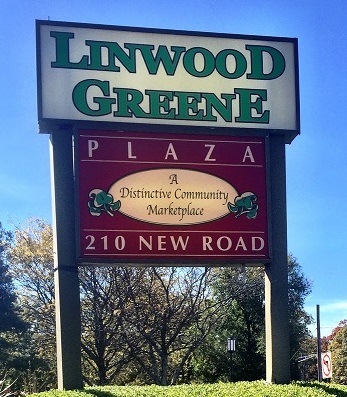 LINWOOD
GREENE
PLAZA
A
Distinctive Community
Marketplace
210 NEW ROAD